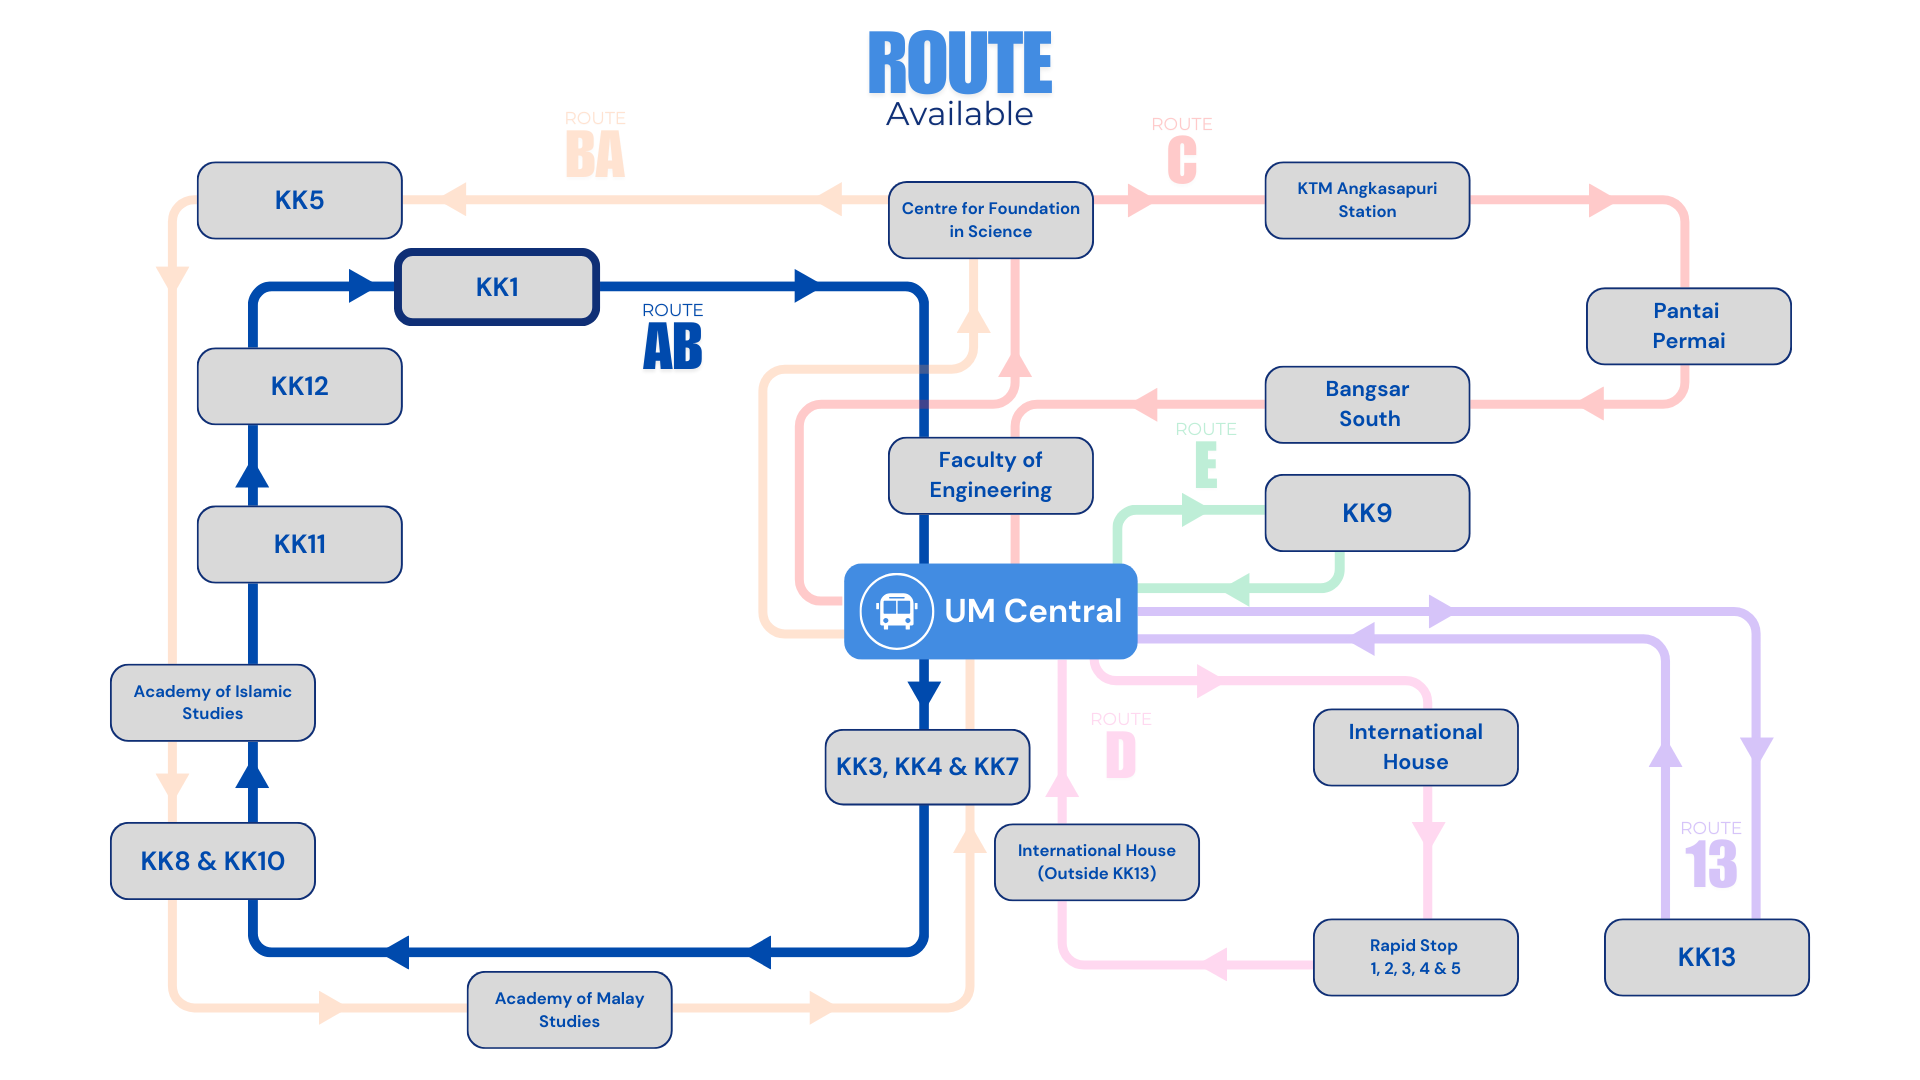 ROUTE
Available
ROUTE
BA
ROUTE
C
KK5
Centre for Foundation
in Science
KTM Angkasapuri
Station
KK1
ROUTE
AB
Pantai
Permai
KK12
Bangsar
South
ROUTE
E
Faculty of
Engineering
KK9
KK11
UM Central
Academy of Islamic
Studies
KK3, KK4 & KK7
ROUTE
D
International
House
KK8 & KK10
International House
(Outside KK13)
ROUTE
13
Rapid Stop
1, 2, 3, 4 & 5
KK13
Academy of Malay
Studies